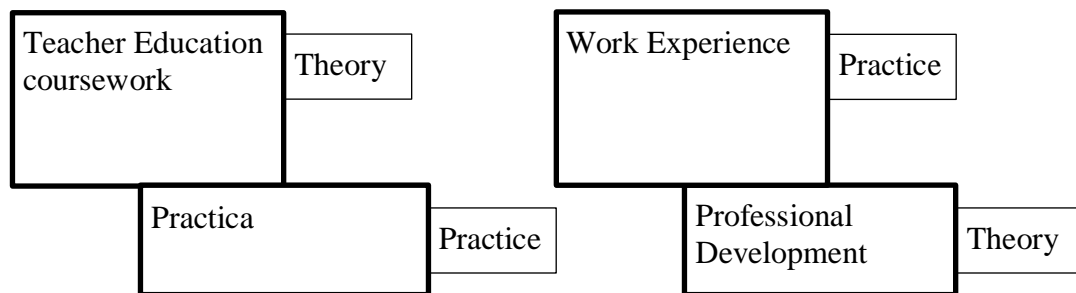 Teacher Education
coursework
Theory
Practica
Practice
Work Experience
Practice
Professional
Development
Theory